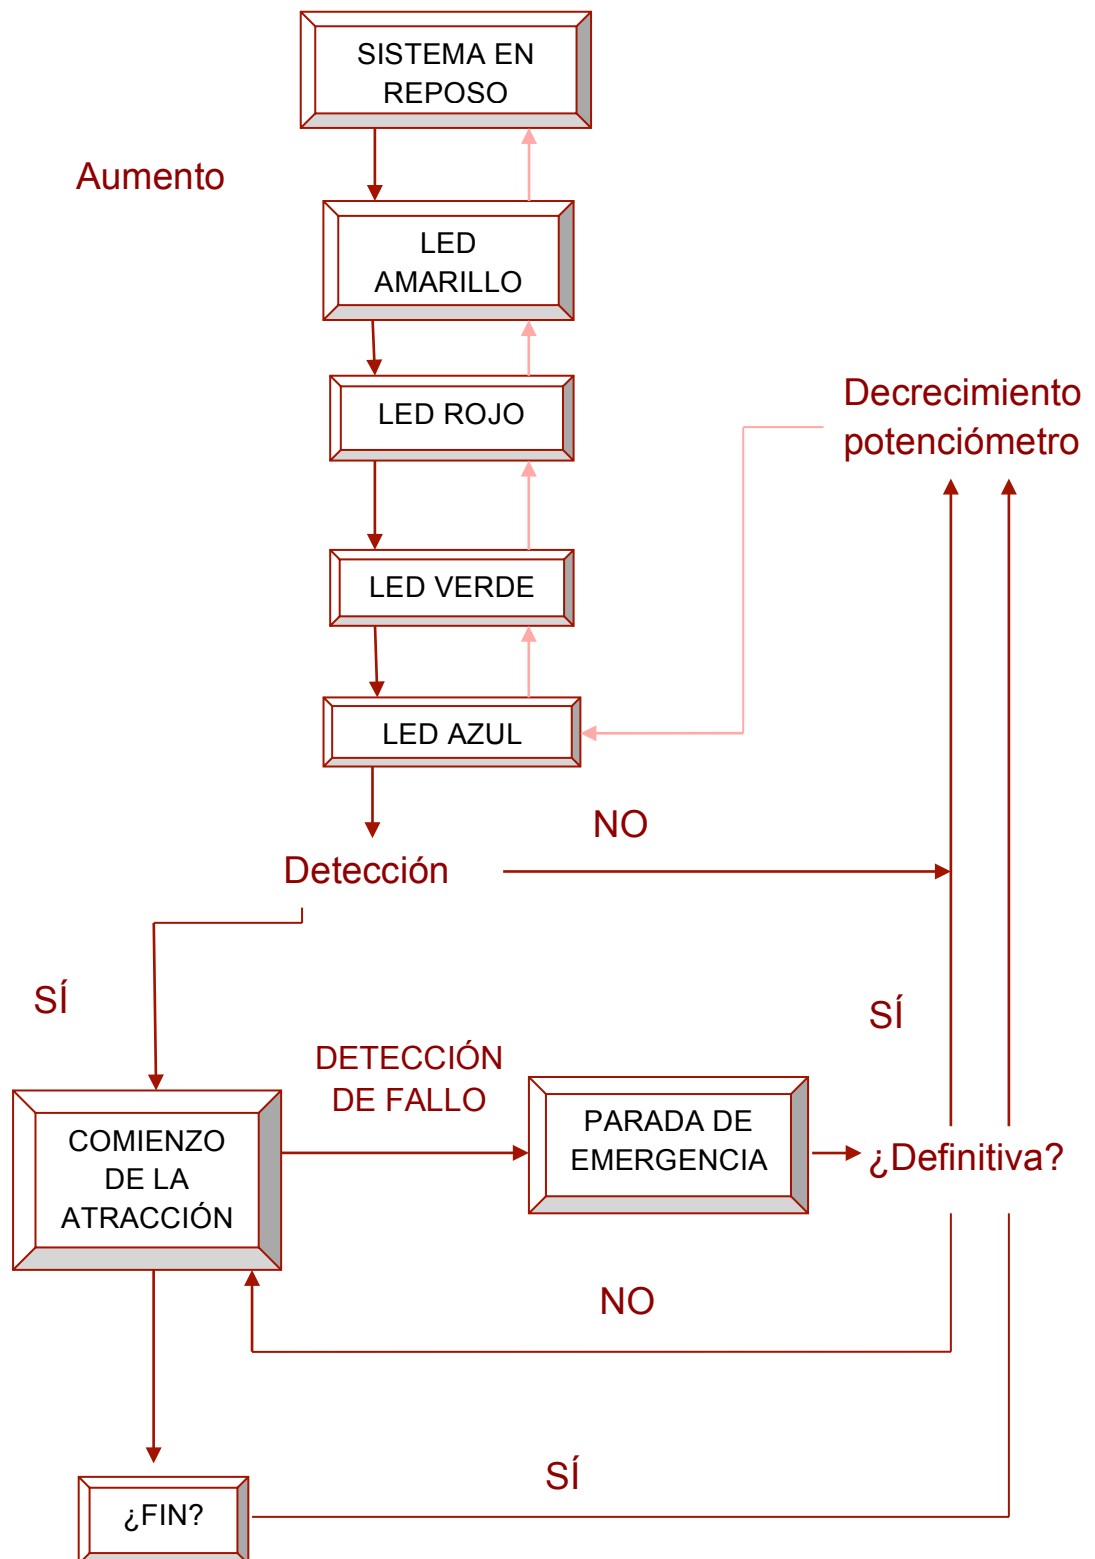 SISTEMA EN
REPOSO
Aumento
LED
AMARILLO
LED ROJO
Decrecimiento
potenciómetro
LED VERDE
LED AZUL
NO
Detección
SÍ
SÍ
DETECCIÓN
DE FALLO
PARADA DE
EMERGENCIA
¿Definitiva?
COMIENZO
DE LA
ATRACCIÓN
NO
SÍ
¿FIN?